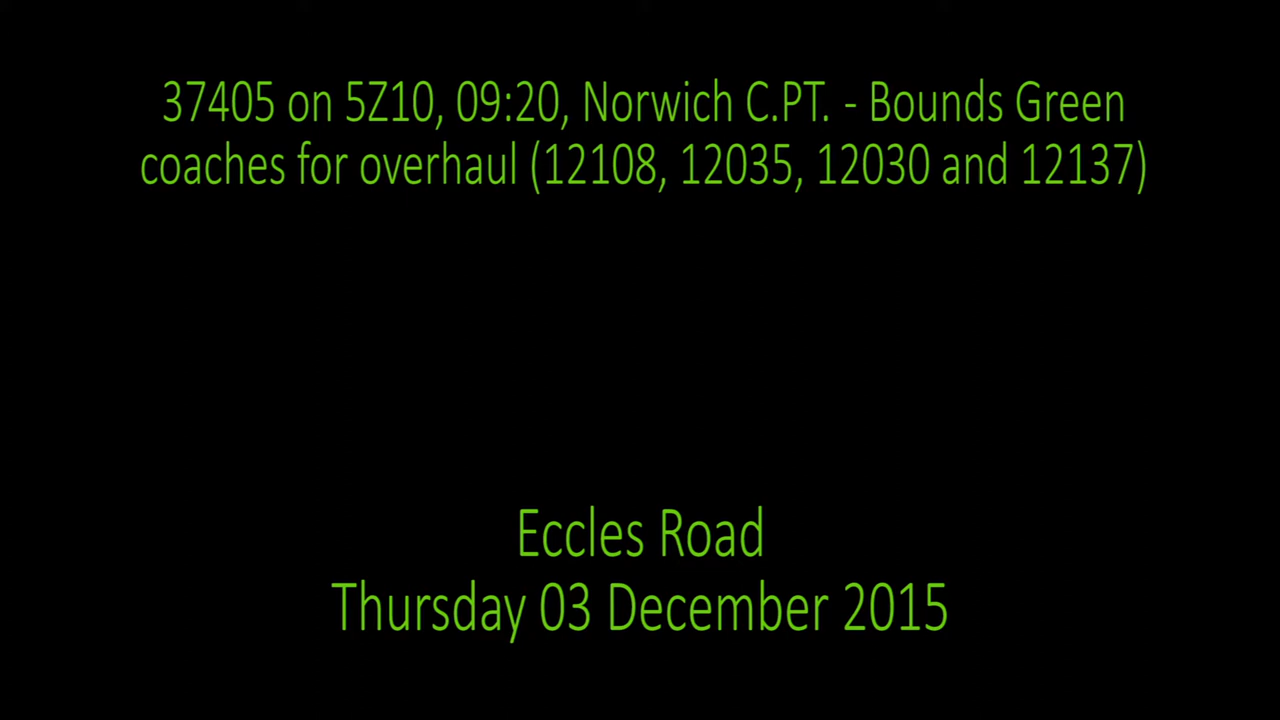 37405 on 5Z10, 09:20, Norwich C.PT. - Bounds Green
coaches for overhaul (12108, 12035, 12030 and 12137)
Eccles Road
Thursday 03 December 2015